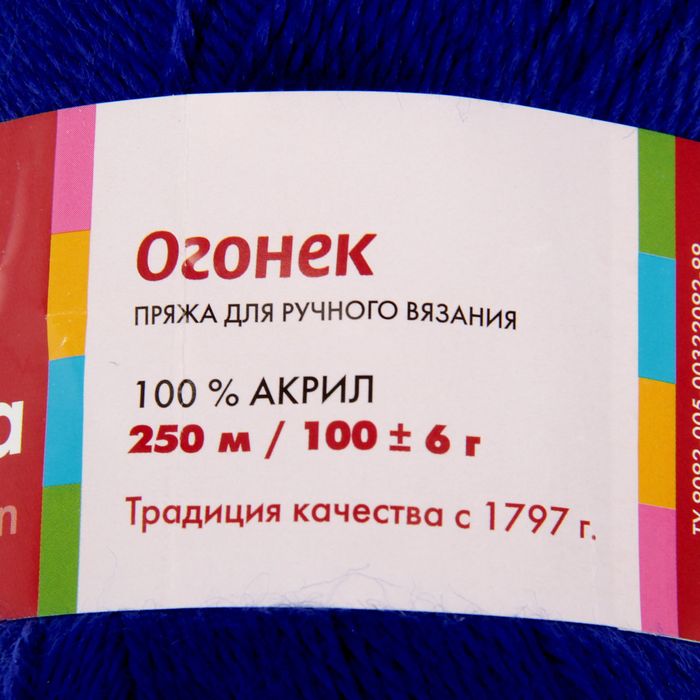 Огонек
ПРЯЖА ДЛЯ РУЧНОГО ВЯЗАНИЯ
100 % АКРИЛ
250 м / 100 ± 6 г
Традиция качества с 1797 г.
а
n